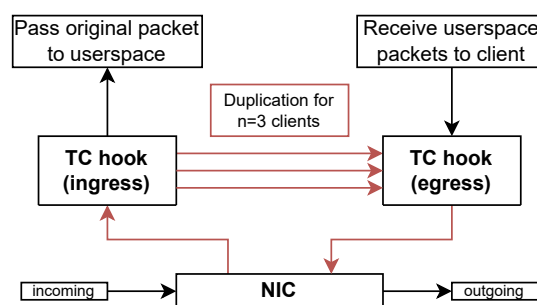 Pass original packet
to userspace
Receive userspace
packets to client
Duplication for
n=3 clients
TC hook
(ingress)
TC hook
(egress)
incoming
NIC
outgoing